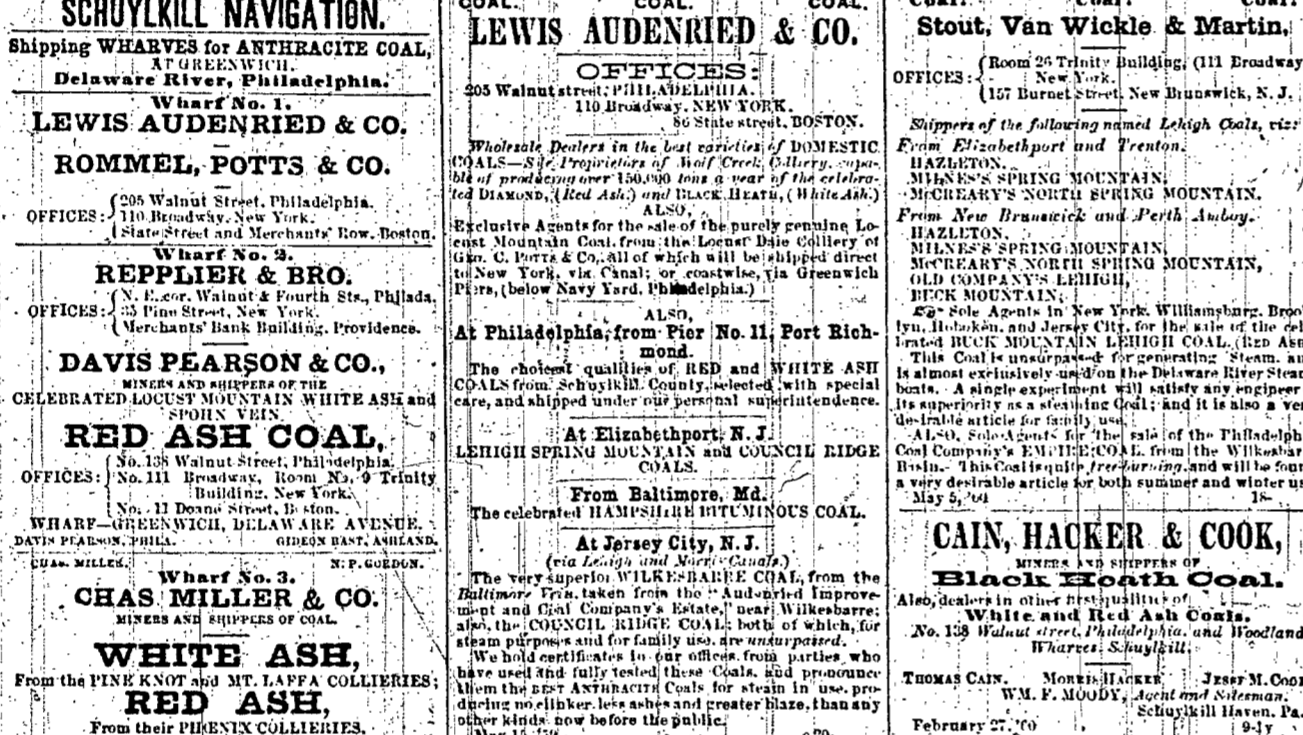 SCHUYLKILL NAVIGATION.
Shipping WHARVES for ANTHRACITE COAL,
AT GREENWICH,
Delaware River, Philadelphia.
Wharf No. 1.
LEWIS AUDENRIED & CO.
ROMMEL, POTTS & CO.
205 Walnut Street, Philadelphia.
OFFICES: 110 Broadway, New York.
State Street and Merchants' Row, Boston.
Wharf No. 2.
REPPLIER & BRO.
N. E. cor. Walnut & Fourth Sts., Philada.
OFFICES: 35 Pine Street, New York.
Merchants' Bank Building, Providence.
DAVIS PEARSON & CO.,
MINERS AND SHIPPERS OF THE
CELEBRATED LOCUST MOUNTAIN WHITE ASH and
SPOHN VEIN,
RED ASH COAL,
No. 138 Walnut Street, Philadelphia.
OFFICES: No. 111 Broadway, Room No. 9 Trinity
Building, New York.
No. 11 Doane Street, Boston.
WHARF—GREENWICH, DELAWARE AVENUE.
DAVIS PEARSON, PHILA. GIDEON BAST, ASHLAND.
CHAS. MILLER. N. P. GORDON.
Wharf No. 3.
CHAS MILLER & CO.
MINERS AND SHIPPERS OF COAL.
WHITE ASH,
From the PINE KNOT and MT. LAFFA COLLIERIES;
RED ASH,
From their PHŒNIX COLLIERIES.
COAL. COAL. COAL.
LEWIS AUDENRIED & CO.
OFFICES:
205 Walnut street, PHILADELPHIA.
110 Broadway, NEW YORK.
86 State street, BOSTON.
Wholesale Dealers in the best varieties of DOMESTIC
COALS—Sole Proprietors of Wolf Creek Colliery, capa-
ble of producing over 150,000 tons a year of the celebra-
ted DIAMOND, (Red Ash.) and BLACK HEATH, (White Ash.)
ALSO,
Exclusive Agents for the sale of the purely genuine Lo-
cust Mountain Coal, from the Locust Dale Colliery of
GEO. C. POTTS & Co., all of which will be shipped direct
to New York, via Canal; or coastwise, via Greenwich
Piers, (below Navy Yard, Philadelphia.)
ALSO,
At Philadelphia, from Pier No. 11, Port Rich-
mond.
The choicest qualities of RED and WHITE ASH
COALS from Schuylkill County, selected with special
care, and shipped under our personal superintendence.
At Elizabethport, N. J.
LEHIGH SPRING MOUNTAIN and COUNCIL RIDGE
COALS.
From Baltimore, Md.
The celebrated HAMPSHIRE BITUMINOUS COAL.
At Jersey City, N. J.
(via Lehigh and Morris Canals.)
The very superior WILKESBARRE COAL, from the
Baltimore Vein, taken from the "Audenried Improve-
ment and Coal Company's Estate," near Wilkesbarre;
also, the COUNCIL RIDGE COAL; both of which, for
steam purposes and for family use, are unsurpassed.
We hold certificates in our offices, from parties who
have used and fully tested these Coals, and pronounce
them the BEST ANTHRACITE Coals for steam in use, pro-
ducing no clinker, less ashes and greater blaze, than any
other kinds now before the public.
COAL. COAL. COAL.
Stout, Van Wickle & Martin,
Room 26 Trinity Building, (111 Broadway
OFFICES: New York.
157 Burnet Street, New Brunswick, N. J.
Shippers of the following named Lehigh Coals, viz:
From Elizabethport and Trenton.
HAZLETON,
MILNES'S SPRING MOUNTAIN,
McCREARY'S NORTH SPRING MOUNTAIN.
From New Brunswick and Perth Amboy.
HAZLETON.
MILNES'S SPRING MOUNTAIN,
McCREARY'S NORTH SPRING MOUNTAIN,
OLD COMPANY'S LEHIGH,
BUCK MOUNTAIN;
☞ Sole Agents in New York, Williamsburg, Broo
lyn, Hoboken, and Jersey City, for the sale of the cel
brated BUCK MOUNTAIN LEHIGH COAL, (RED ASH
This Coal is unsurpassed for generating Steam, an
is almost exclusively used on the Delaware River Steam
boats. A single experiment will satisfy any engineer
its superiority as a steaming Coal; and it is also a ver
desirable article for family use.
ALSO, Sole Agents for the sale of the Philadelph
Coal Company's EMPIRE COAL, from the Wilkesbar
Basin. This Coal is quite free burning, and will be foun
a very desirable article for both summer and winter us
May 5, '60 18-
CAIN, HACKER & COOK,
MINERS AND SHIPPERS OF
Black Heath Coal.
Also, dealers in other first qualities of
White and Red Ash Coals.
No. 138 Walnut street, Philadelphia, and Woodland
Wharves, Schuylkill.
THOMAS CAIN. MORRIS HACKER, JESSE M. COOK
WM. F. MOODY, Agent and Salesman.
Schuylkill Haven, Pa.
February 27, '60 9-ly